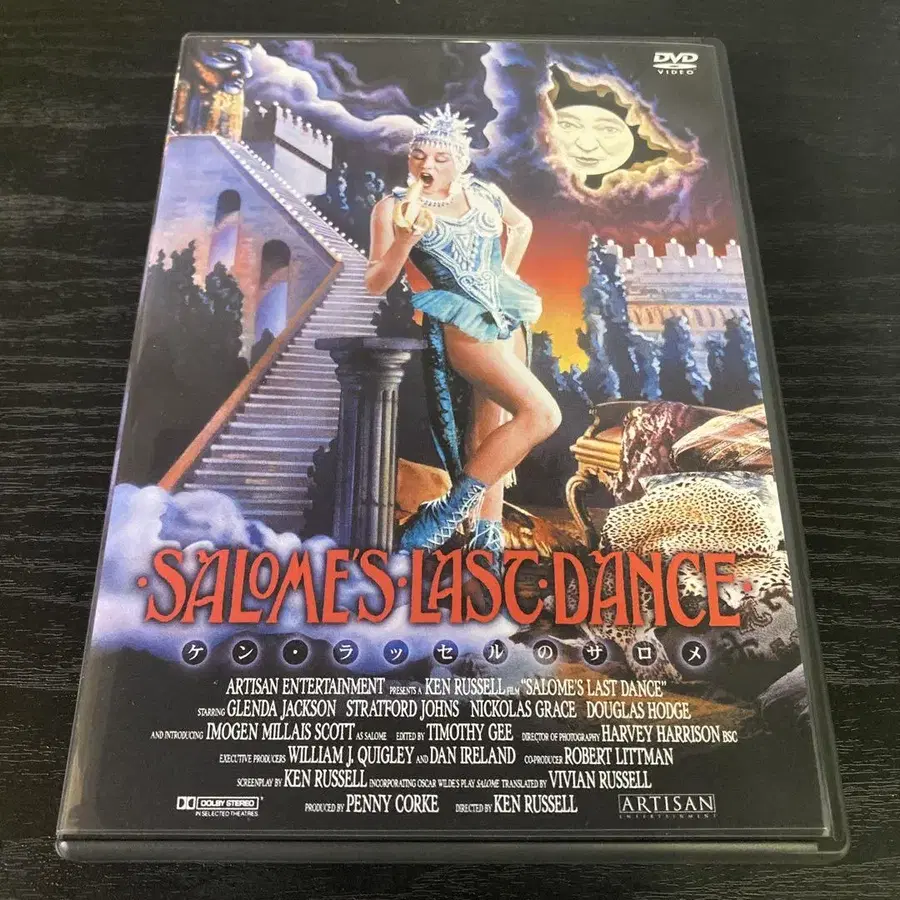 DVD
VIDEO
·SALOME'S·LAST·DANCE·
ケン・ラッセルのサロメ
ARTISAN ENTERTAINMENT PRESENTS A KEN RUSSELL FILM "SALOME'S LAST DANCE"
STARRING GLENDA JACKSON STRATFORD JOHNS NICKOLAS GRACE DOUGLAS HODGE
AND INTRODUCING IMOGEN MILLAIS SCOTT AS SALOME EDITED BY TIMOTHY GEE DIRECTOR OF PHOTOGRAPHY HARVEY HARRISON BSC
EXECUTIVE PRODUCERS WILLIAM J. QUIGLEY AND DAN IRELAND CO-PRODUCER ROBERT LITTMAN
SCREENPLAY BY KEN RUSSELL INCORPORATING OSCAR WILDE'S PLAY SALOME TRANSLATED BY VIVIAN RUSSELL
DOLBY STEREO
IN SELECTED THEATRES
PRODUCED BY PENNY CORKE DIRECTED BY KEN RUSSELL
ARTISAN
ENTERTAINMENT